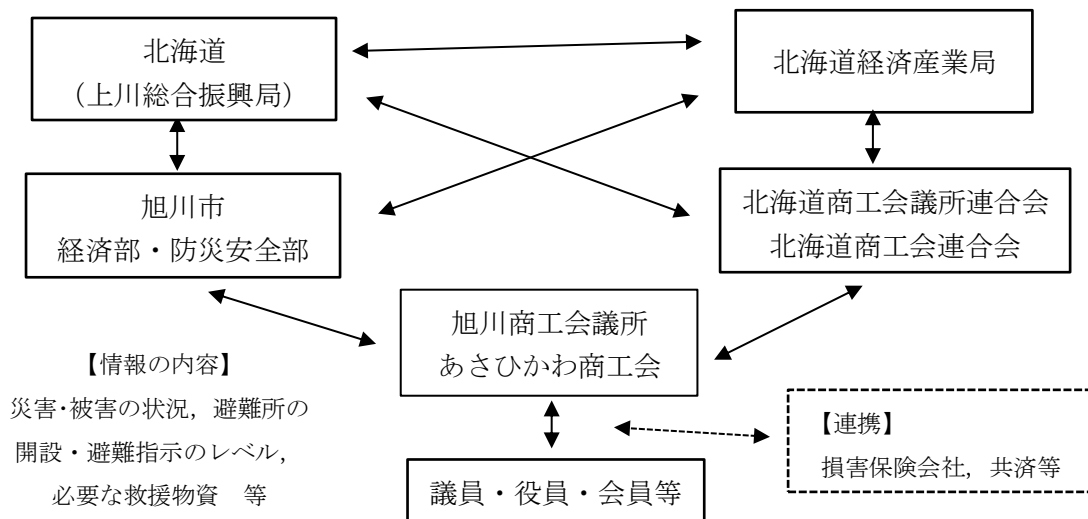 北海道
（上川総合振興局）
北海道経済産業局
旭川市
経済部・防災安全部
北海道商工会議所連合会
北海道商工会連合会
旭川商工会議所
あさひかわ商工会
【情報の内容】
災害・被害の状況，避難所の
開設・避難指示のレベル，
必要な救援物資　等
【連携】
損害保険会社，共済等
議員・役員・会員等